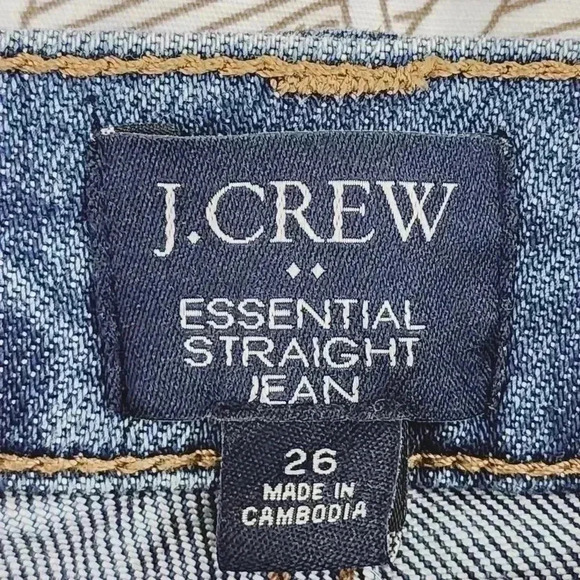 J.CREW
ESSENTIAL
STRAIGHT
JEAN
26
MADE IN
CAMBODIA